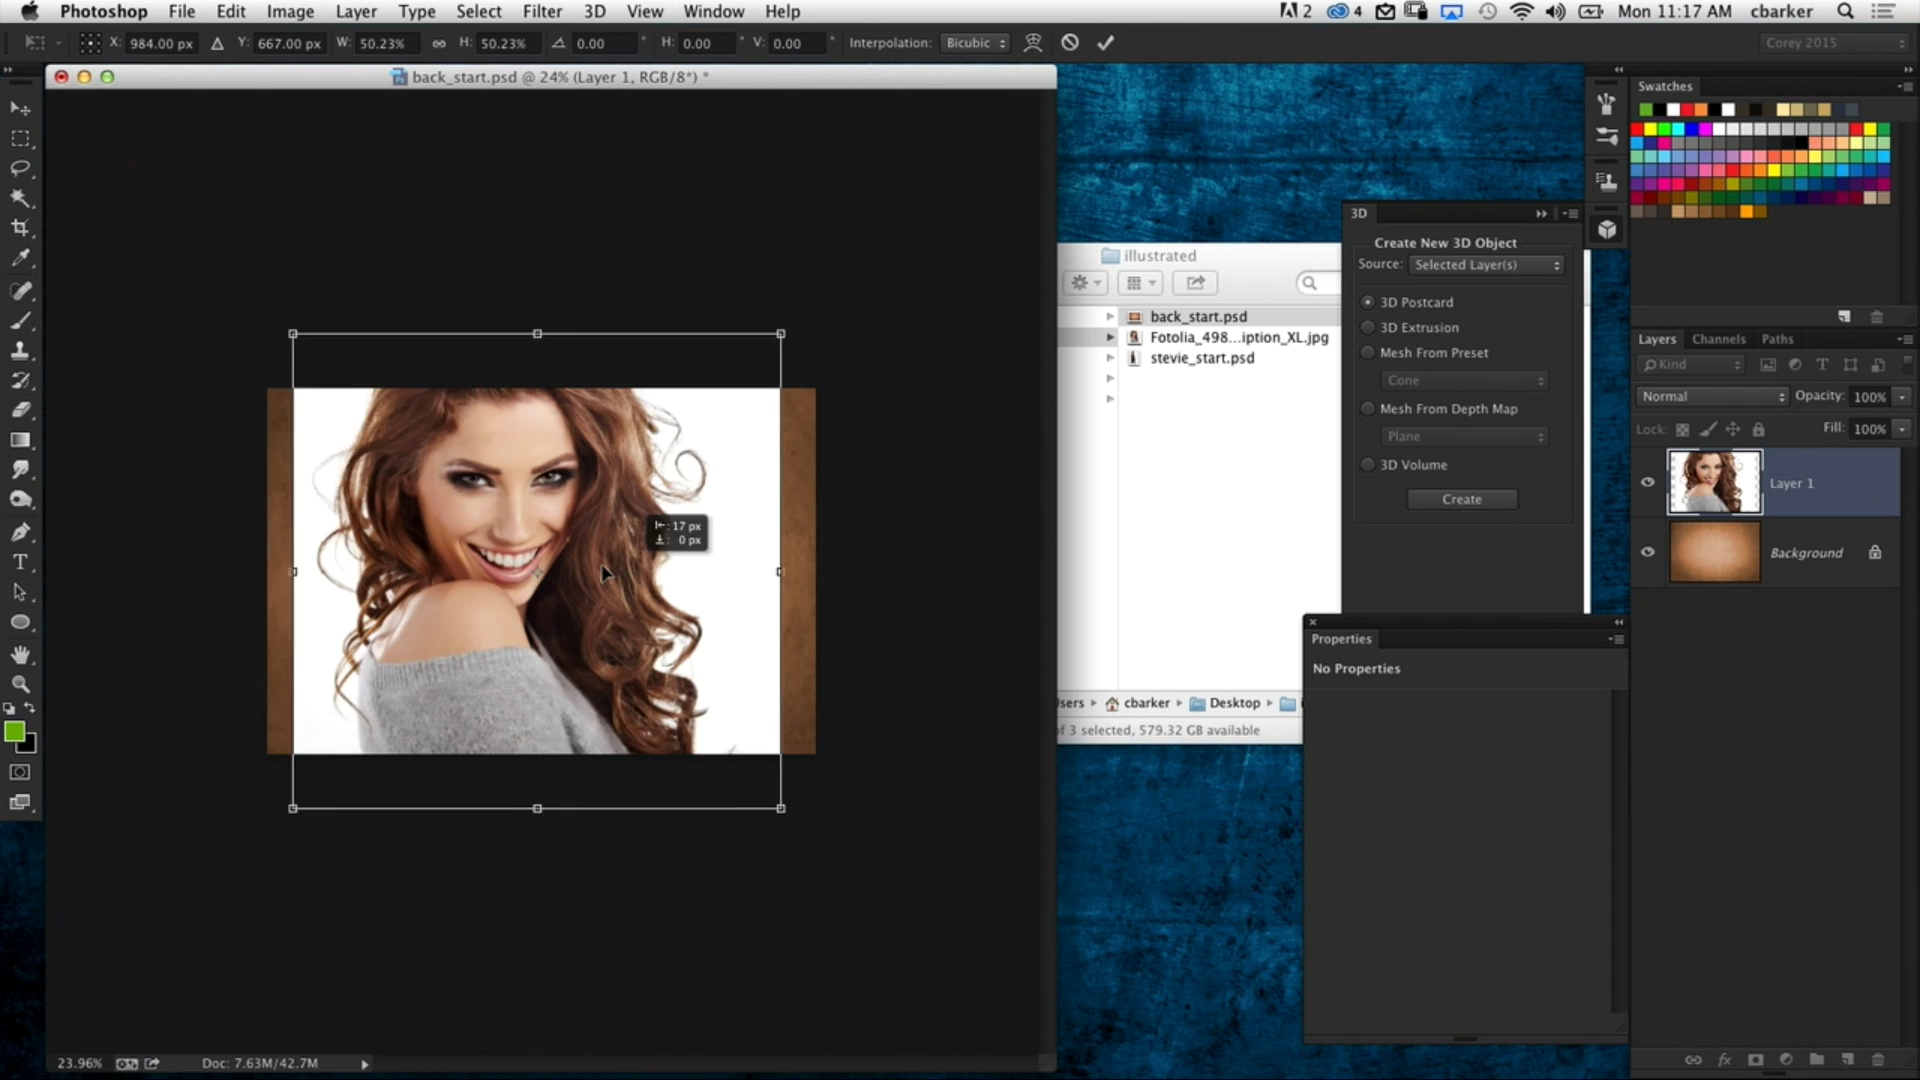 Photoshop File Edit Image Layer Type Select Filter 3D View Window Help 2 4 Mon 11:17 AM cbarker
X: 984.00 px Y: 667.00 px W: 50.23% H: 50.23% 0.00 ° H: 0.00 ° V: 0.00 ° Interpolation: Bicubic Corey 2015
back_start.psd @ 24% (Layer 1, RGB/8*) *
Swatches
3D
Create New 3D Object
Source: Selected Layer(s)
3D Postcard
3D Extrusion
Mesh From Preset
Cone
Mesh From Depth Map
Plane
3D Volume
Create
illustrated
back_start.psd
Fotolia_498...iption_XL.jpg
stevie_start.psd
: 17 px
: 0 px
Layers Channels Paths
Kind
Normal Opacity: 100%
Lock: Fill: 100%
Layer 1
Background
Properties
No Properties
cbarker Desktop
of 3 selected, 579.32 GB available
23.96% Doc: 7.63M/42.7M